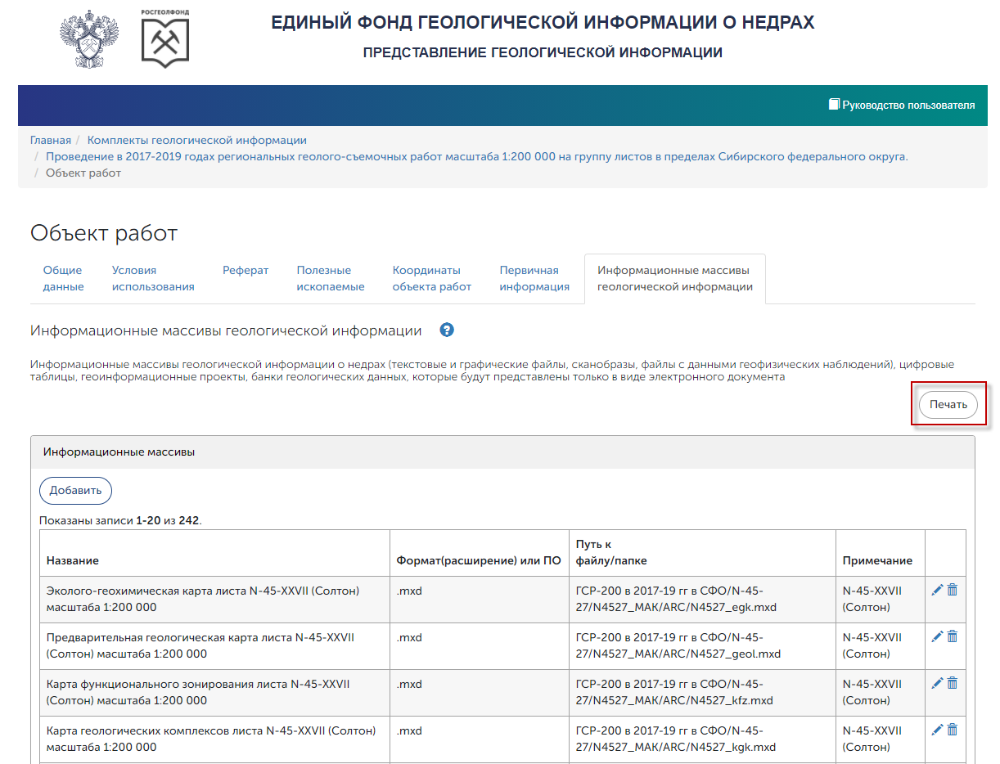 РОСГЕОЛФОНД
ЕДИНЫЙ ФОНД ГЕОЛОГИЧЕСКОЙ ИНФОРМАЦИИ О НЕДРАХ
ПРЕДСТАВЛЕНИЕ ГЕОЛОГИЧЕСКОЙ ИНФОРМАЦИИ
Руководство пользователя
Главная / Комплекты геологической информации
/ Проведение в 2017-2019 годах региональных геолого-съемочных работ масштаба 1:200 000 на группу листов в пределах Сибирского федерального округа.
/ Объект работ
Объект работ
Общие данные
Условия использования
Реферат
Полезные ископаемые
Координаты объекта работ
Первичная информация
Информационные массивы геологической информации
Информационные массивы геологической информации ?
Информационные массивы геологической информации о недрах (текстовые и графические файлы, сканобразы, файлы с данными геофизических наблюдений), цифровые
таблицы, геоинформационные проекты, банки геологических данных, которые будут представлены только в виде электронного документа
Печать
Информационные массивы
Добавить
Показаны записи 1-20 из 242.
Название
Формат(расширение) или ПО
Путь к
файлу/папке
Примечание
Эколого-геохимическая карта листа N-45-XXVII (Солтон)
масштаба 1:200 000
.mxd
ГСР-200 в 2017-19 гг в СФО/N-45-
27/N4527_MAK/ARC/N4527_egk.mxd
N-45-XXVII
(Солтон)
Предварительная геологическая карта листа N-45-XXVII
(Солтон) масштаба 1:200 000
.mxd
ГСР-200 в 2017-19 гг в СФО/N-45-
27/N4527_MAK/ARC/N4527_geol.mxd
N-45-XXVII
(Солтон)
Карта функционального зонирования листа N-45-XXVII
(Солтон) масштаба 1:200 000
.mxd
ГСР-200 в 2017-19 гг в СФО/N-45-
27/N4527_MAK/ARC/N4527_kfz.mxd
N-45-XXVII
(Солтон)
Карта геологических комплексов листа N-45-XXVII (Солтон)
масштаба 1:200 000
.mxd
ГСР-200 в 2017-19 гг в СФО/N-45-
27/N4527_MAK/ARC/N4527_kgk.mxd
N-45-XXVII
(Солтон)